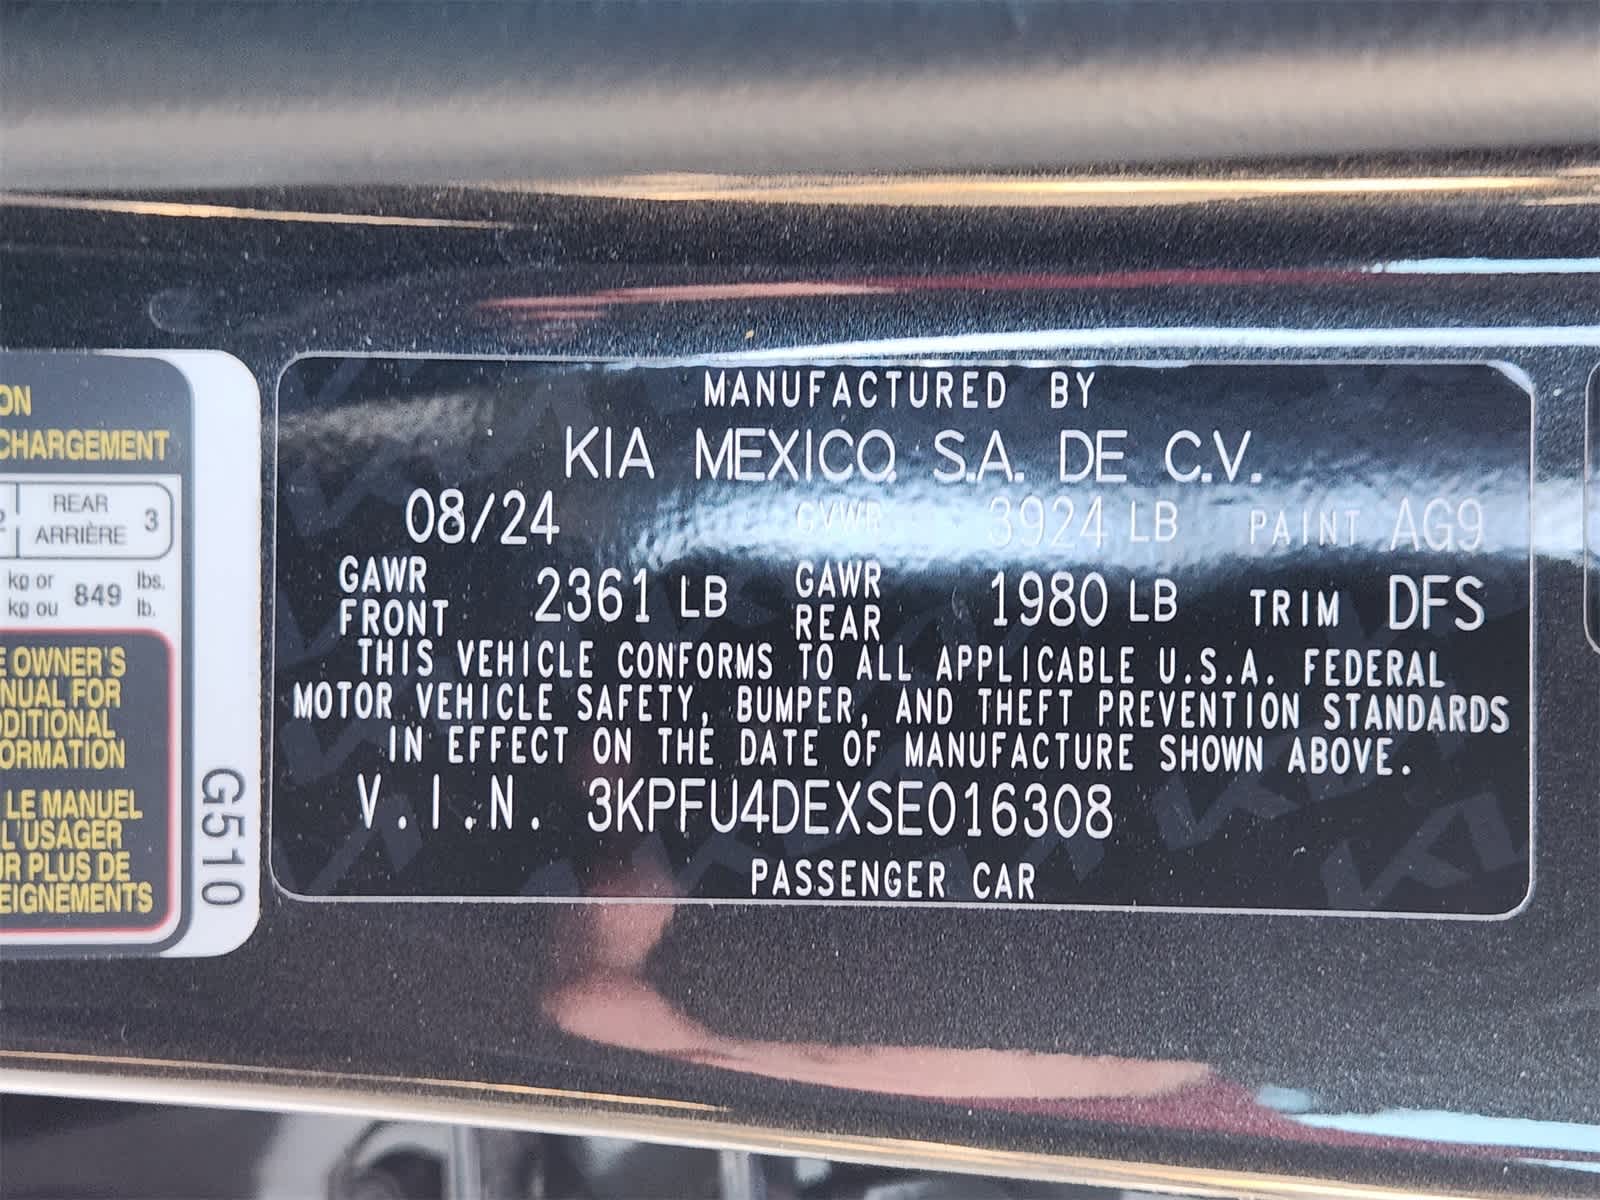 ON
CHARGEMENT
2 REAR ARRIÈRE 3
kg or kg ou 849 lbs. lb.
E OWNER'S
NUAL FOR
DDITIONAL
ORMATION
LE MANUEL
L'USAGER
UR PLUS DE
EIGNEMENTS
G510
MANUFACTURED BY
KIA MEXICO, S.A. DE C.V.
08/24 GVWR 3924 LB PAINT AG9
GAWR FRONT 2361 LB GAWR REAR 1980 LB TRIM DFS
THIS VEHICLE CONFORMS TO ALL APPLICABLE U.S.A. FEDERAL
MOTOR VEHICLE SAFETY, BUMPER, AND THEFT PREVENTION STANDARDS
IN EFFECT ON THE DATE OF MANUFACTURE SHOWN ABOVE.
V.I.N. 3KPFU4DEXSE016308
PASSENGER CAR